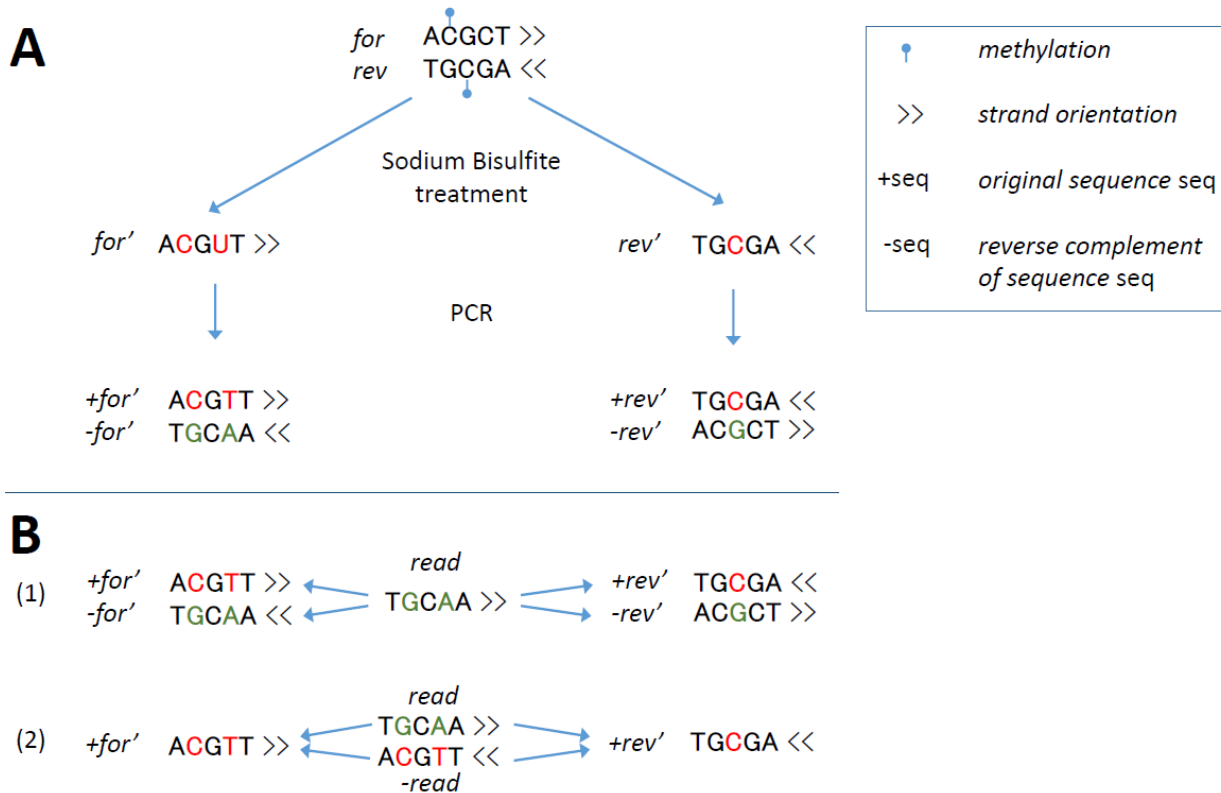 A
for ACGCT >>
rev TGCGA <<
Sodium Bisulfite
treatment
for’ ACGUT >>
rev’ TGCGA <<
PCR
+for’ ACGTT >>
-for’ TGCAA <<
+rev’ TGCGA <<
-rev’ ACGCT >>
methylation
>> strand orientation
+seq original sequence seq
-seq reverse complement
of sequence seq
B
(1)
+for’ ACGTT >>
-for’ TGCAA <<
read
TGCAA >>
+rev’ TGCGA <<
-rev’ ACGCT >>
(2)
+for’ ACGTT >>
read
TGCAA >>
ACGTT <<
-read
+rev’ TGCGA <<